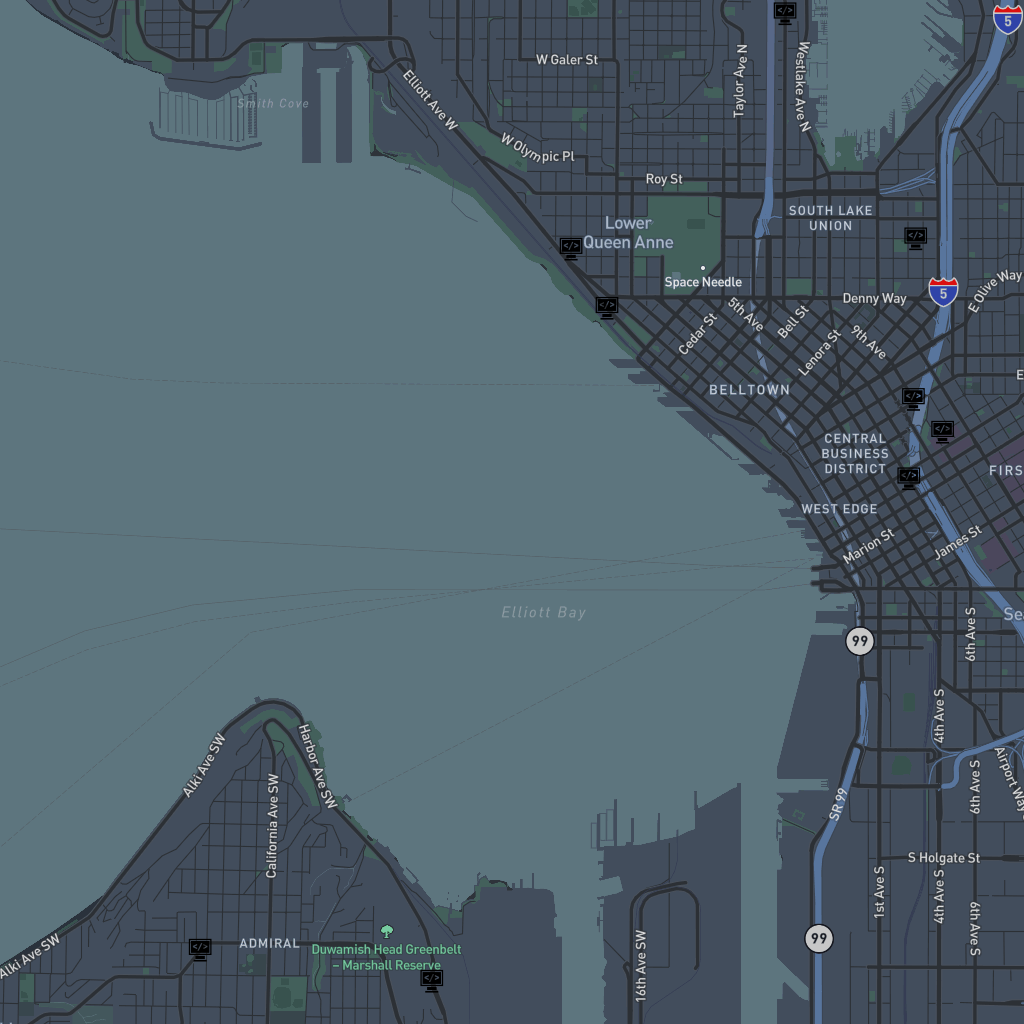 5
W Galer St
Taylor Ave N
Westlake Ave N
Elliott Ave W
Smith Cove
W Olympic Pl
Roy St
SOUTH LAKE
UNION
Lower
Queen Anne
Space Needle
5
E Olive Way
Denny Way
5th Ave
Bell St
Cedar St
Lenora St
9th Ave
E
BELLTOWN
CENTRAL
BUSINESS
DISTRICT
FIRS
WEST EDGE
Marion St
James St
Elliott Bay
Se
99
6th Ave S
4th Ave S
Harbor Ave SW
Alki Ave SW
California Ave SW
SR 99
6th Ave S
Airport Way
S Holgate St
1st Ave S
4th Ave S
6th Ave S
99
16th Ave SW
ADMIRAL
Duwamish Head Greenbelt
– Marshall Reserve
Alki Ave SW